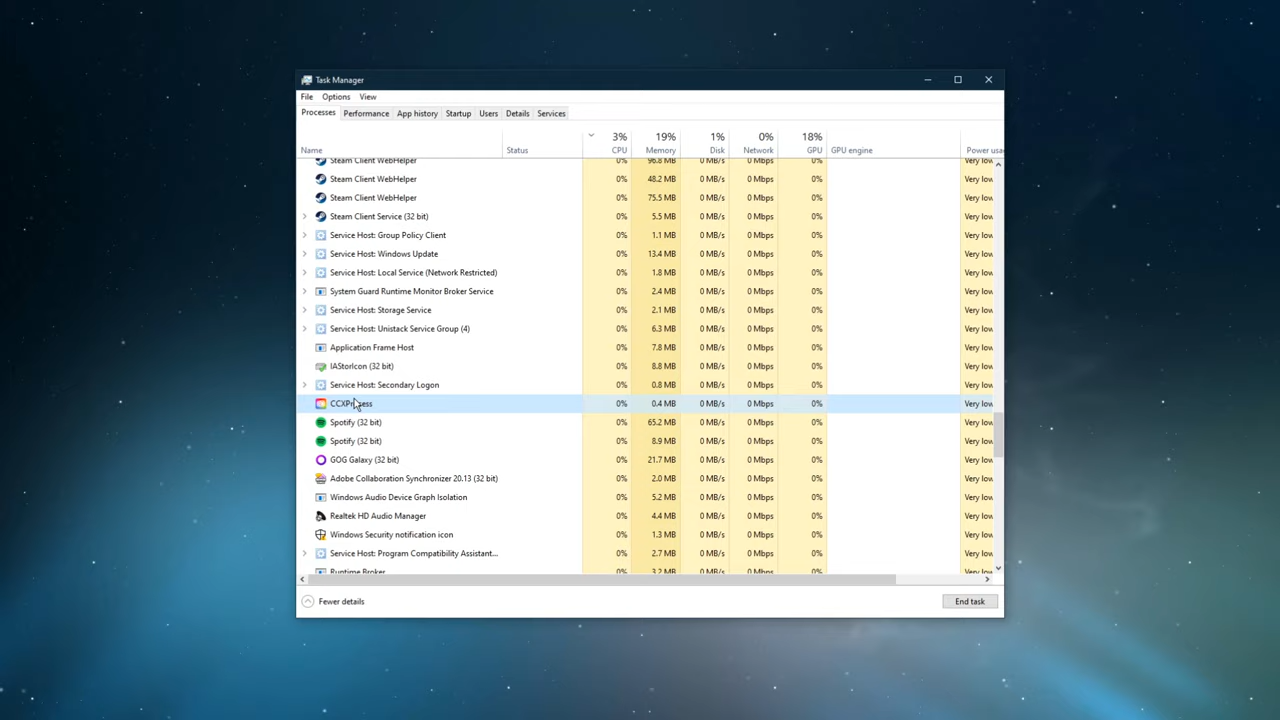 Task Manager
File Options View
Processes Performance App history Startup Users Details Services
3% 19% 1% 0% 18%
Name Status CPU Memory Disk Network GPU GPU engine Power usa
Steam Client WebHelper 0% 96.8 MB 0 MB/s 0 Mbps 0% Very low
Steam Client WebHelper 0% 48.2 MB 0 MB/s 0 Mbps 0% Very low
Steam Client WebHelper 0% 75.5 MB 0 MB/s 0 Mbps 0% Very low
Steam Client Service (32 bit) 0% 5.5 MB 0 MB/s 0 Mbps 0% Very low
Service Host: Group Policy Client 0% 1.1 MB 0 MB/s 0 Mbps 0% Very low
Service Host: Windows Update 0% 13.4 MB 0 MB/s 0 Mbps 0% Very low
Service Host: Local Service (Network Restricted) 0% 1.8 MB 0 MB/s 0 Mbps 0% Very low
System Guard Runtime Monitor Broker Service 0% 2.4 MB 0 MB/s 0 Mbps 0% Very low
Service Host: Storage Service 0% 2.1 MB 0 MB/s 0 Mbps 0% Very low
Service Host: Unistack Service Group (4) 0% 6.3 MB 0 MB/s 0 Mbps 0% Very low
Application Frame Host 0% 7.8 MB 0 MB/s 0 Mbps 0% Very low
IAStorIcon (32 bit) 0% 8.8 MB 0 MB/s 0 Mbps 0% Very low
Service Host: Secondary Logon 0% 0.8 MB 0 MB/s 0 Mbps 0% Very low
CCXProcess 0% 0.4 MB 0 MB/s 0 Mbps 0% Very low
Spotify (32 bit) 0% 65.2 MB 0 MB/s 0 Mbps 0% Very low
Spotify (32 bit) 0% 8.9 MB 0 MB/s 0 Mbps 0% Very low
GOG Galaxy (32 bit) 0% 21.7 MB 0 MB/s 0 Mbps 0% Very low
Adobe Collaboration Synchronizer 20.13 (32 bit) 0% 2.0 MB 0 MB/s 0 Mbps 0% Very low
Windows Audio Device Graph Isolation 0% 5.2 MB 0 MB/s 0 Mbps 0% Very low
Realtek HD Audio Manager 0% 4.4 MB 0 MB/s 0 Mbps 0% Very low
Windows Security notification icon 0% 1.3 MB 0 MB/s 0 Mbps 0% Very low
Service Host: Program Compatibility Assistant... 0% 2.7 MB 0 MB/s 0 Mbps 0% Very low
Runtime Broker 0% 3.2 MB 0 MB/s 0 Mbps 0% Very low
Fewer details End task